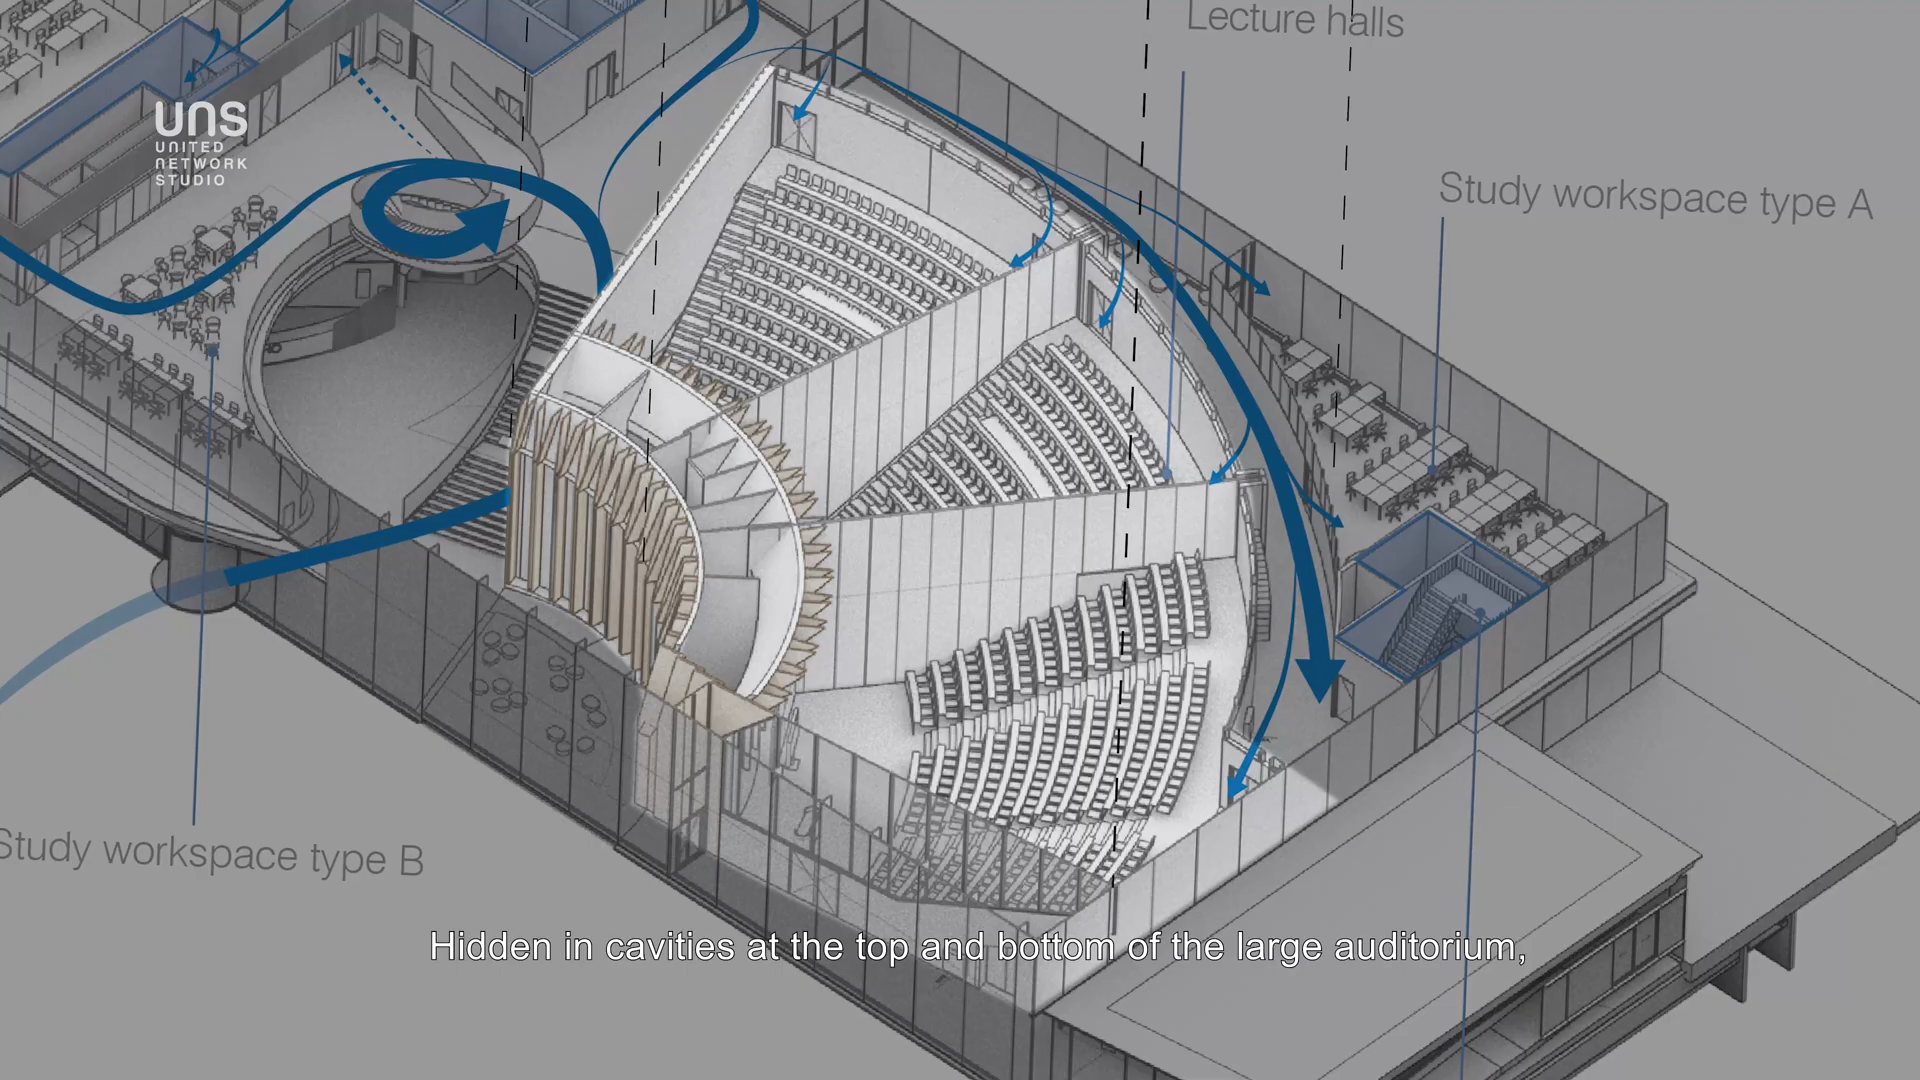 Lecture halls
uns
UNITED
NETWORK
STUDIO
Study workspace type A
Study workspace type B
Hidden in cavities at the top and bottom of the large auditorium,